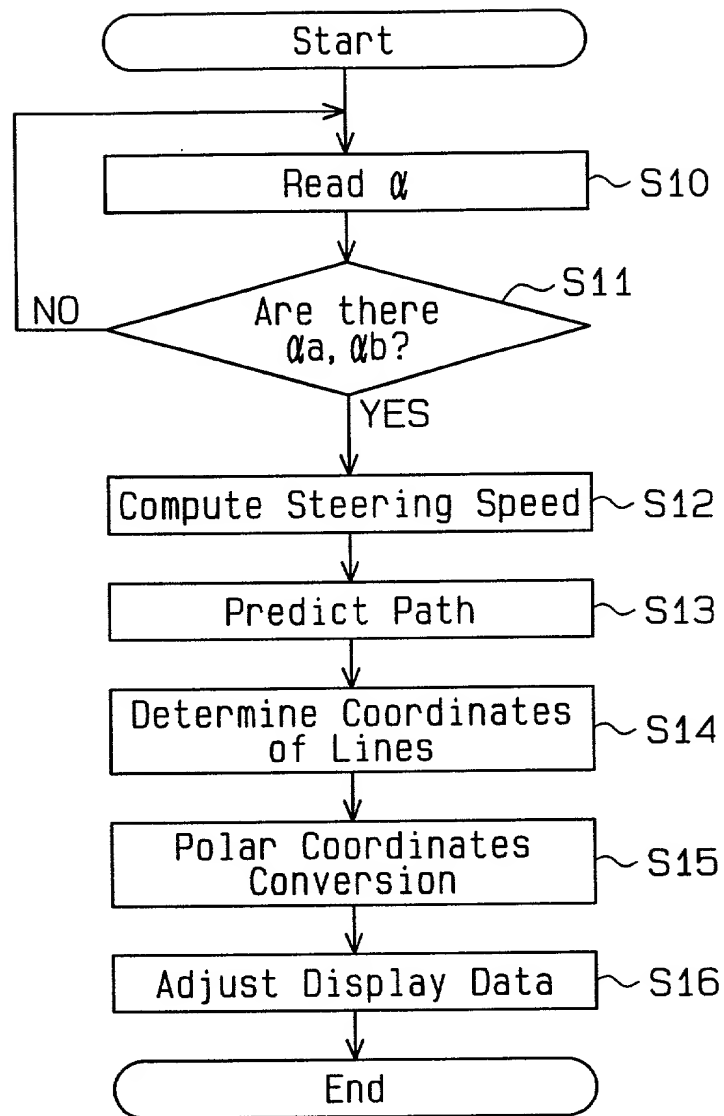 Start
Read α
S10
Are there
αa, αb?
S11
NO
YES
Compute Steering Speed
S12
Predict Path
S13
Determine Coordinates
of Lines
S14
Polar Coordinates
Conversion
S15
Adjust Display Data
S16
End